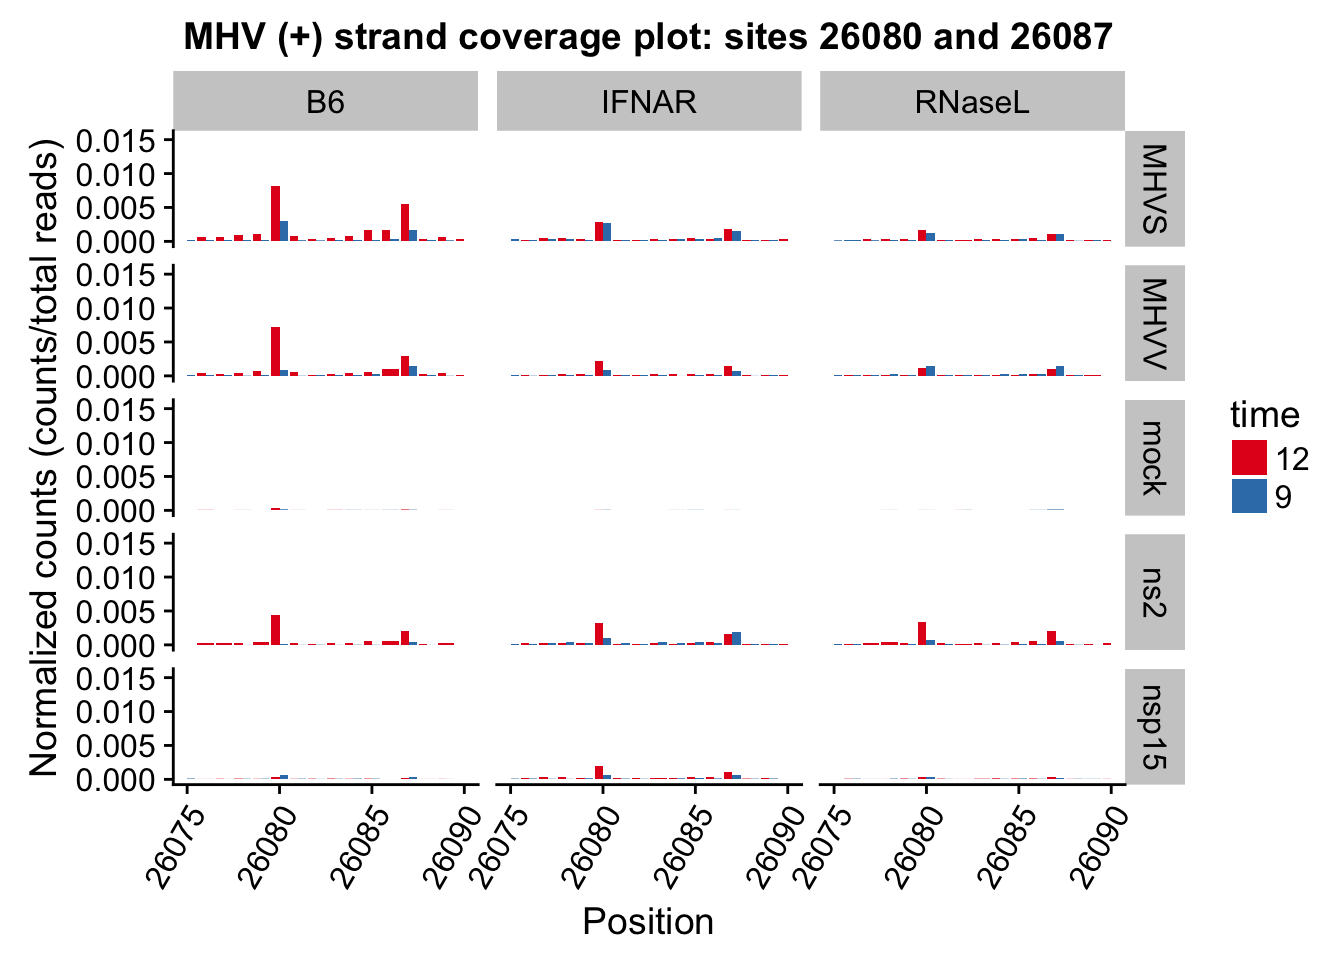 MHV (+) strand coverage plot: sites 26080 and 26087
B6
IFNAR
RNaseL
Normalized counts (counts/total reads)
0.015
0.010
0.005
0.000
MHVS
0.015
0.010
0.005
0.000
MHVV
0.015
0.010
0.005
0.000
mock
0.015
0.010
0.005
0.000
ns2
0.015
0.010
0.005
0.000
nsp15
26075
26080
26085
26090
26075
26080
26085
26090
26075
26080
26085
26090
Position
time
12
9